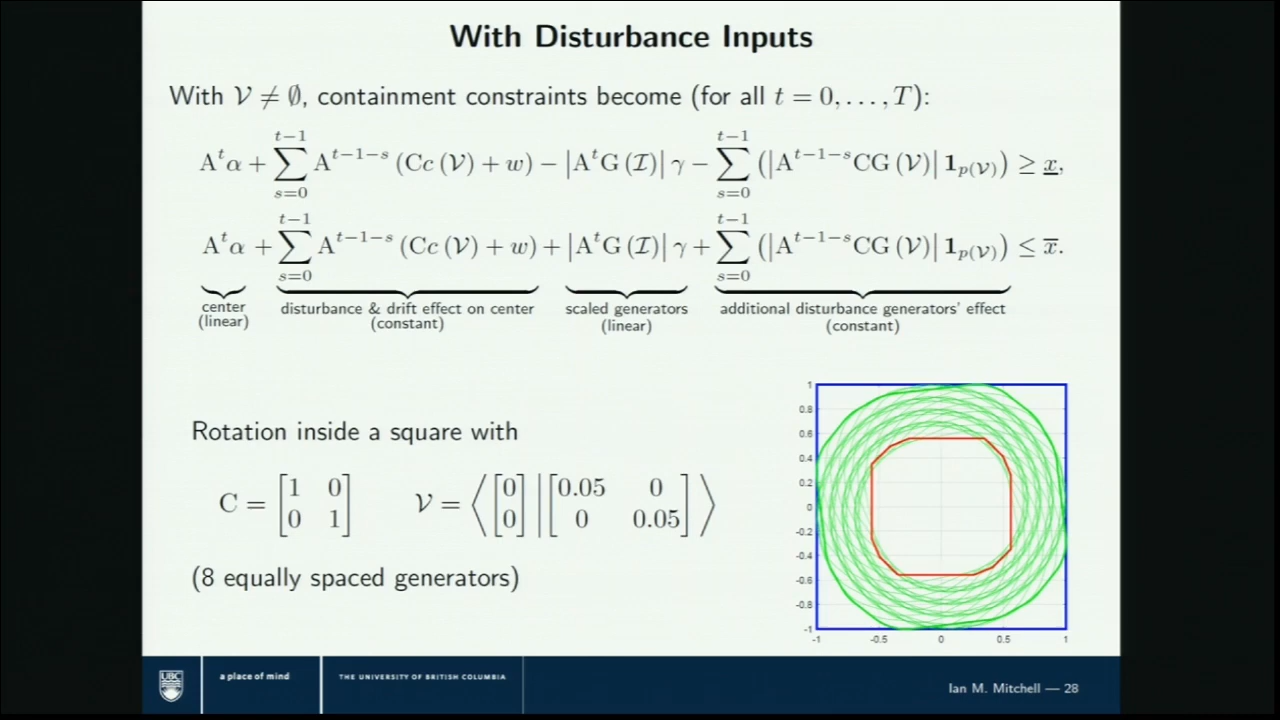 With Disturbance Inputs
With 𝒱 ≠ ∅, containment constraints become (for all t = 0, . . . , T):
A^t α + ∑_{s=0}^{t−1} A^{t−1−s} (Cc (𝒱) + w) − |A^t G (ℐ)| γ − ∑_{s=0}^{t−1} (|A^{t−1−s} CG (𝒱)| 𝟏_{p(𝒱)}) ≥ x̲,
A^t α + ∑_{s=0}^{t−1} A^{t−1−s} (Cc (𝒱) + w) + |A^t G (ℐ)| γ + ∑_{s=0}^{t−1} (|A^{t−1−s} CG (𝒱)| 𝟏_{p(𝒱)}) ≤ x̅.
center
(linear)
disturbance & drift effect on center
(constant)
scaled generators
(linear)
additional disturbance generators' effect
(constant)
Rotation inside a square with
C = [1 0; 0 1] 𝒱 = ⟨[0; 0] | [0.05 0; 0 0.05]⟩
(8 equally spaced generators)
1
0.8
0.6
0.4
0.2
0
-0.2
-0.4
-0.6
-0.8
-1
-1 -0.5 0 0.5 1
UBC
a place of mind
THE UNIVERSITY OF BRITISH COLUMBIA
Ian M. Mitchell — 28